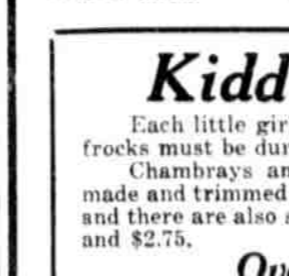 Kidd
Each little gir
frocks must be dur
Chambrays an
made and trimmed
and there are also s
and $2.75.
Ov